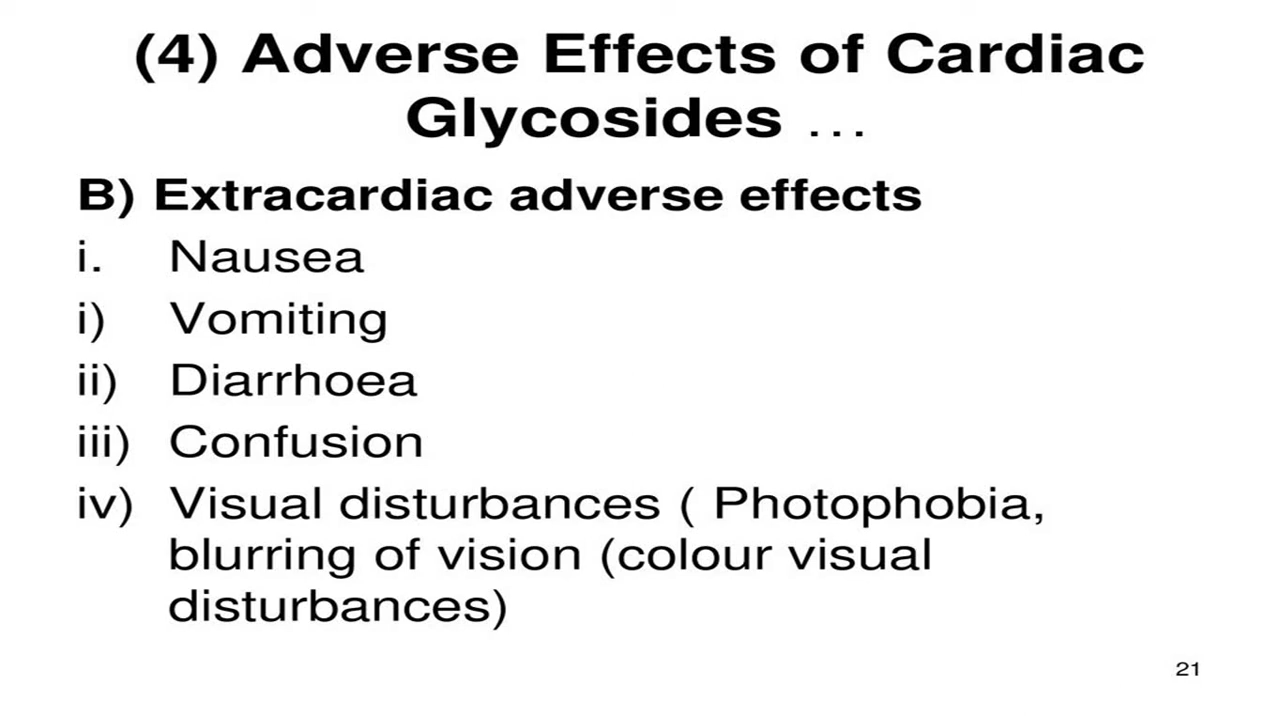 (4) Adverse Effects of Cardiac
Glycosides ...
B) Extracardiac adverse effects
i. Nausea
i) Vomiting
ii) Diarrhoea
iii) Confusion
iv) Visual disturbances ( Photophobia,
blurring of vision (colour visual
disturbances)
21